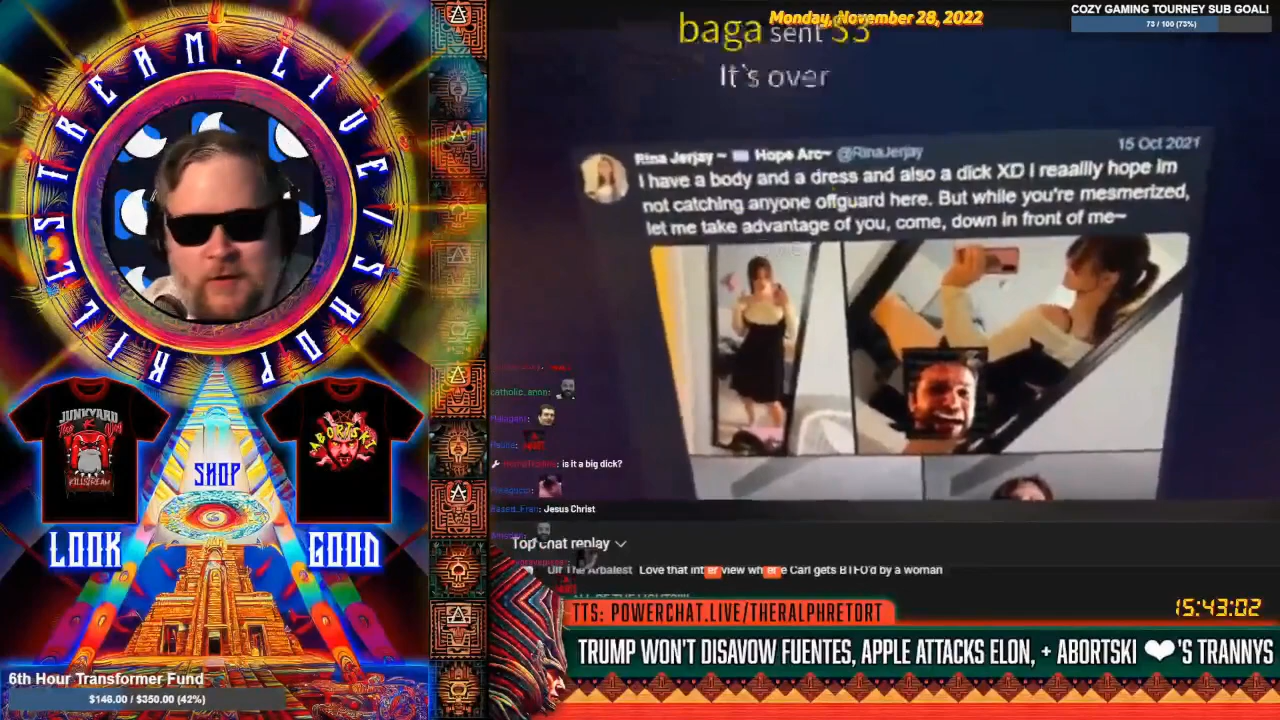 KILLSTREAM.LIVE/SHOP
Monday, November 28, 2022
COZY GAMING TOURNEY SUB GOAL!
73 / 100 (73%)
baga sent $3
It's over
Rina Jerjay ~ Hope Arc~ @RinaJerjay
15 Oct 2021
I have a body and a dress and also a dick XD I reaallly hope im
not catching anyone offguard here. But while you're mesmerized,
let me take advantage of you, come, down in front of me~
JUNKYARD
KILLSTREAM
ABORTSKI
SHOP
LOOK
GOOD
catholic_anon:
is it a big dick?
Based_Fran: Jesus Christ
Top chat replay
Love that interview where Carl gets BTFO'd by a woman
TTS: POWERCHAT.LIVE/THERALPHRETORT
15:43:02
TRUMP WON'T DISAVOW FUENTES, APPLE ATTACKS ELON, + ABORTSKI ❤'S TRANNYS
6th Hour Transformer Fund
$146.00 / $350.00 (42%)